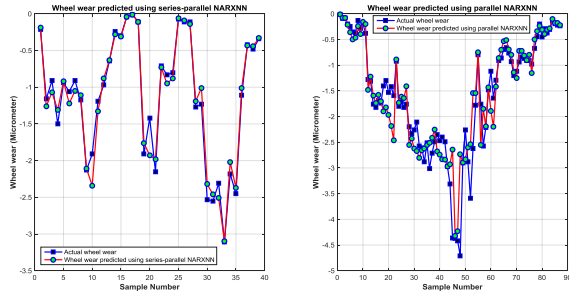 Wheel wear predicted using series-parallel NARXNN
0
-0.5
-1
-1.5
-2
-2.5
-3
-3.5
Wheel wear (Micrometer)
Actual wheel wear
Wheel wear predicted using series-parallel NARXNN
0 5 10 15 20 25 30 35 40
Sample Number
Wheel wear predicted using parallel NARXNN
Actual wheel wear
Wheel wear predicted using parallel NARXNN
0
-0.5
-1
-1.5
-2
-2.5
-3
-3.5
-4
-4.5
-5
Wheel wear (Micrometer)
0 10 20 30 40 50 60 70 80 90
Sample Number